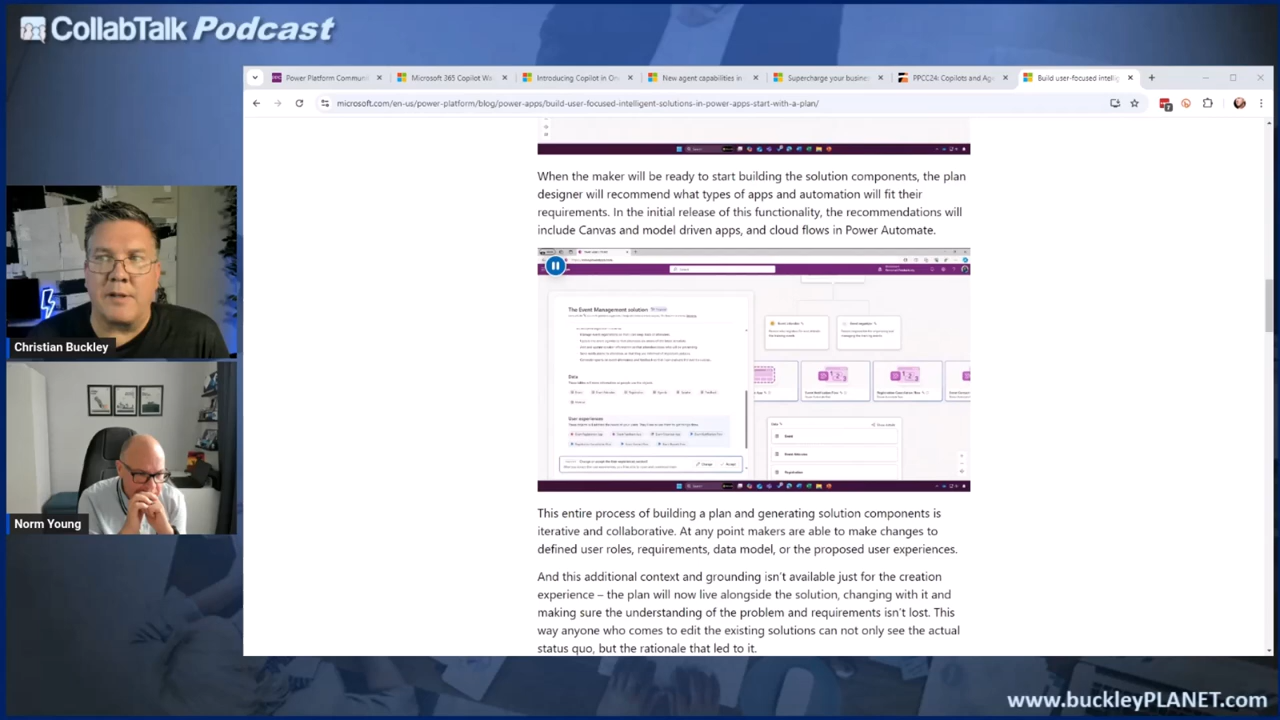 CollabTalk Podcast
Power Platform Communi
Microsoft 365 Copilot Wa
Introducing Copilot in On
New agent capabilities in
Supercharge your busine
PPCC24: Copilots and Ag
Build user-focused intelli
microsoft.com/en-us/power-platform/blog/power-apps/build-user-focused-intelligent-solutions-in-power-apps-start-with-a-plan/
When the maker will be ready to start building the solution components, the plan
designer will recommend what types of apps and automation will fit their
requirements. In the initial release of this functionality, the recommendations will
include Canvas and model driven apps, and cloud flows in Power Automate.
The Event Management solution
Data
User experiences
Event
Registration
Change
Accept
This entire process of building a plan and generating solution components is
iterative and collaborative. At any point makers are able to make changes to
defined user roles, requirements, data model, or the proposed user experiences.
And this additional context and grounding isn't available just for the creation
experience – the plan will now live alongside the solution, changing with it and
making sure the understanding of the problem and requirements isn't lost. This
way anyone who comes to edit the existing solutions can not only see the actual
status quo, but the rationale that led to it.
Christian Buckley
Norm Young
www.buckleyPLANET.com